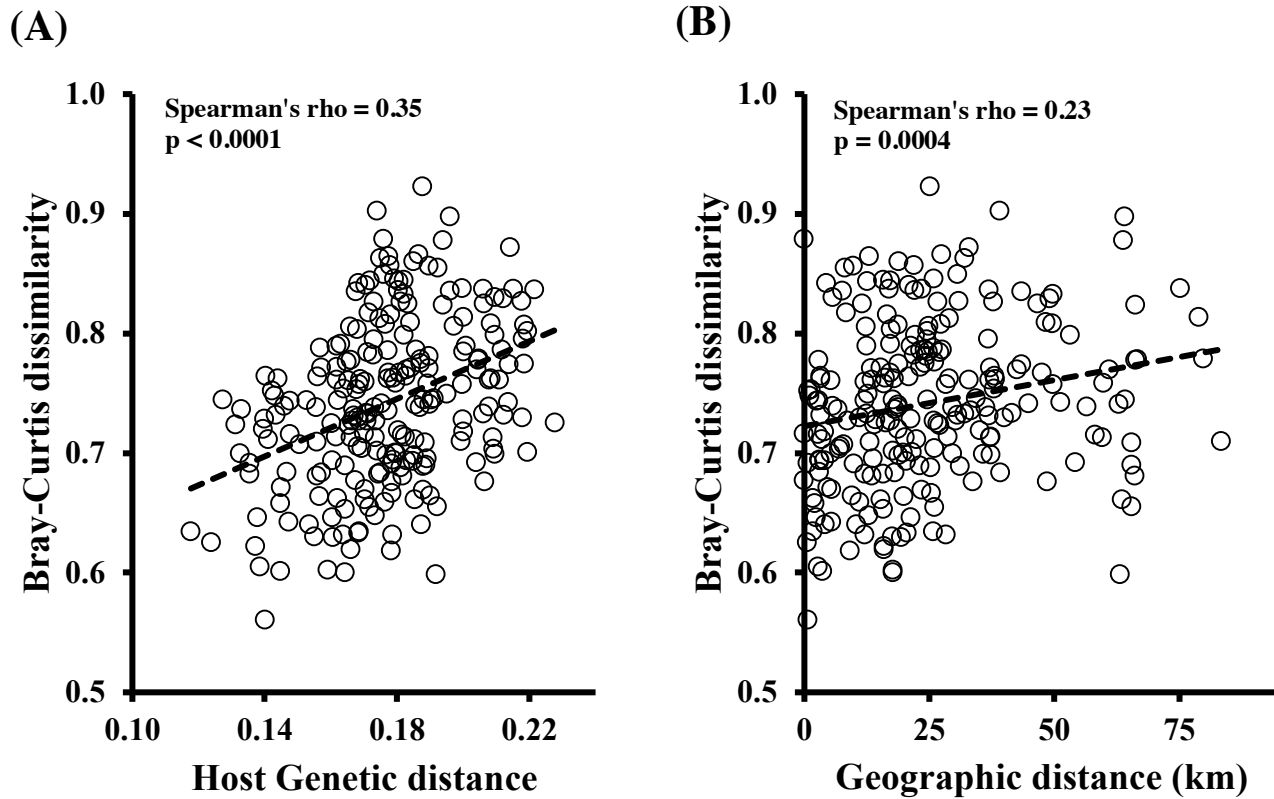 (A)
Spearman's rho = 0.35
p < 0.0001
Bray-Curtis dissimilarity
1.0
0.9
0.8
0.7
0.6
0.5
0.10
0.14
0.18
0.22
Host Genetic distance
(B)
Spearman's rho = 0.23
p = 0.0004
Bray-Curtis dissimilarity
1.0
0.9
0.8
0.7
0.6
0.5
0
25
50
75
Geographic distance (km)